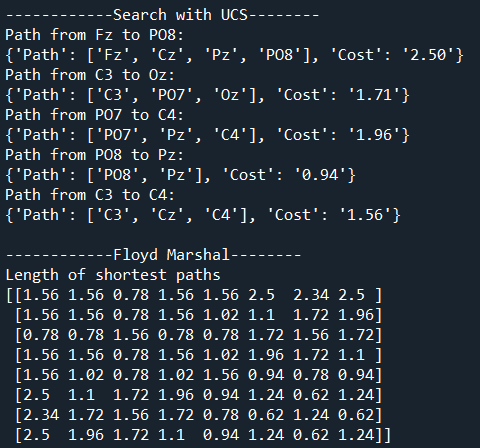 ------------Search with UCS--------
Path from Fz to PO8:
{'Path': ['Fz', 'Cz', 'Pz', 'PO8'], 'Cost': '2.50'}
Path from C3 to Oz:
{'Path': ['C3', 'PO7', 'Oz'], 'Cost': '1.71'}
Path from PO7 to C4:
{'Path': ['PO7', 'Pz', 'C4'], 'Cost': '1.96'}
Path from PO8 to Pz:
{'Path': ['PO8', 'Pz'], 'Cost': '0.94'}
Path from C3 to C4:
{'Path': ['C3', 'Cz', 'C4'], 'Cost': '1.56'}

------------Floyd Marshal--------
Length of shortest paths
[[1.56 1.56 0.78 1.56 1.56 2.5  2.34 2.5 ]
 [1.56 1.56 0.78 1.56 1.02 1.1  1.72 1.96]
 [0.78 0.78 1.56 0.78 0.78 1.72 1.56 1.72]
 [1.56 1.56 0.78 1.56 1.02 1.96 1.72 1.1 ]
 [1.56 1.02 0.78 1.02 1.56 0.94 0.78 0.94]
 [2.5  1.1  1.72 1.96 0.94 1.24 0.62 1.24]
 [2.34 1.72 1.56 1.72 0.78 0.62 1.24 0.62]
 [2.5  1.96 1.72 1.1  0.94 1.24 0.62 1.24]]